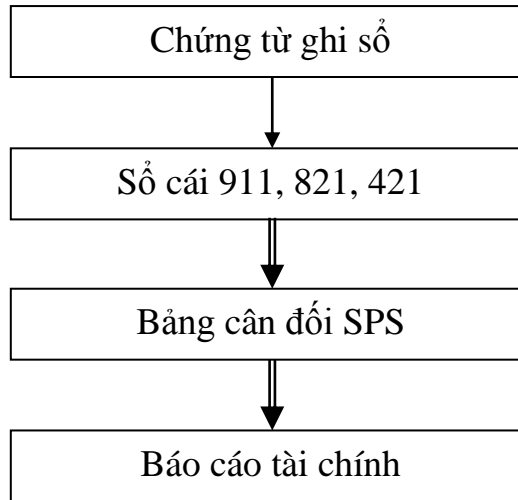 Chứng từ ghi sổ
Sổ cái 911, 821, 421
Bảng cân đối SPS
Báo cáo tài chính